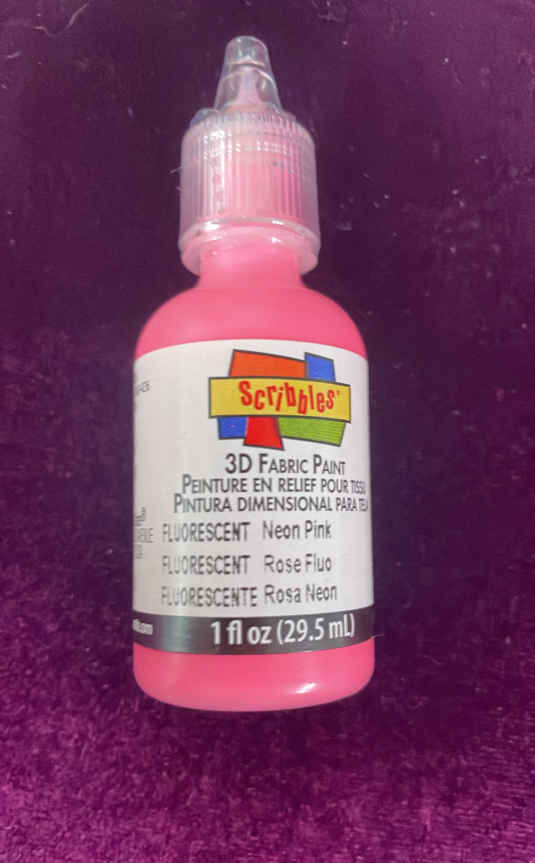 Scribbles
3D FABRIC PAINT
PEINTURE EN RELIEF POUR TISSU
PINTURA DIMENSIONAL PARA TELA
FLUORESCENT Neon Pink
FLUORESCENT Rose Fluo
FLUORESCENTE Rosa Neon
1 fl oz (29.5 mL)